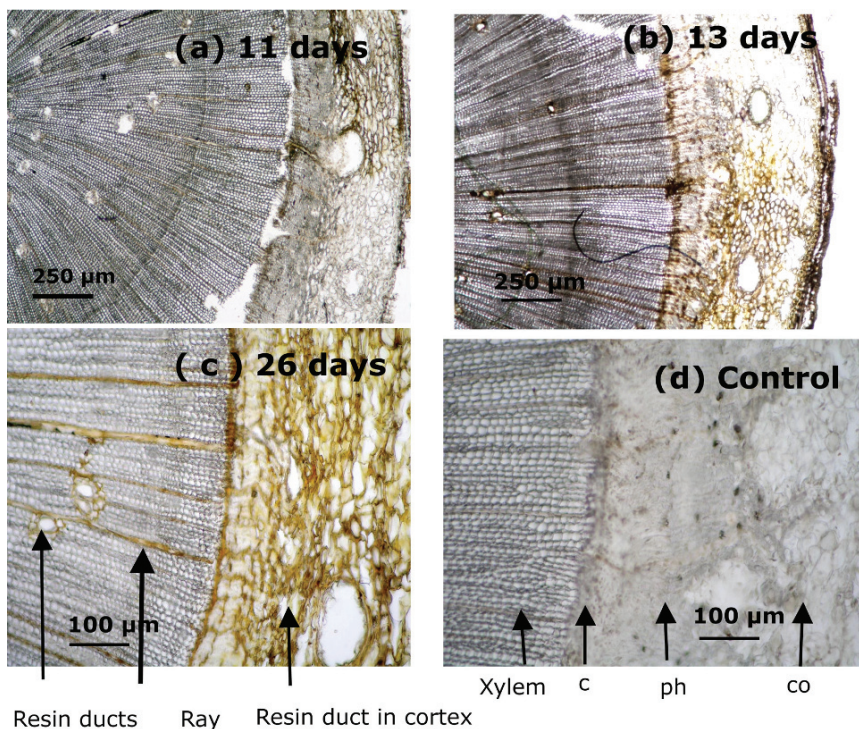 (a) 11 days
(b) 13 days
250 µm
250 µm
( c ) 26 days
(d) Control
100 µm
100 µm
Xylem c ph co
Resin ducts Ray Resin duct in cortex